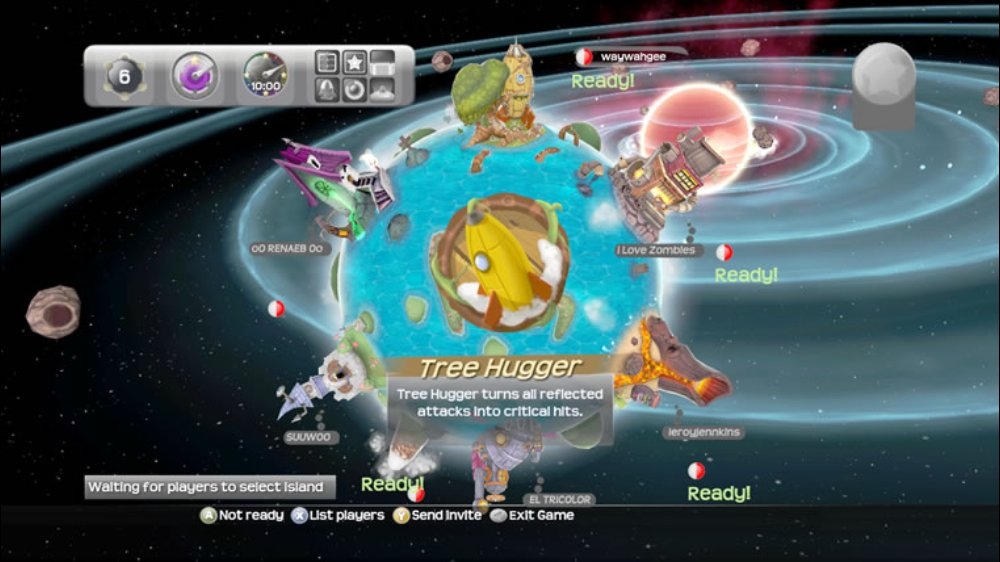 6
10:00
waywahgee
Ready!
oO RENAEB Oo
I Love Zombies
Ready!
Tree Hugger
Tree Hugger turns all reflected
attacks into critical hits.
leroyjennkins
SUUWOO
Ready!
Ready!
EL TRICOLOR
Waiting for players to select island
A Not ready X List players Y Send Invite Exit Game